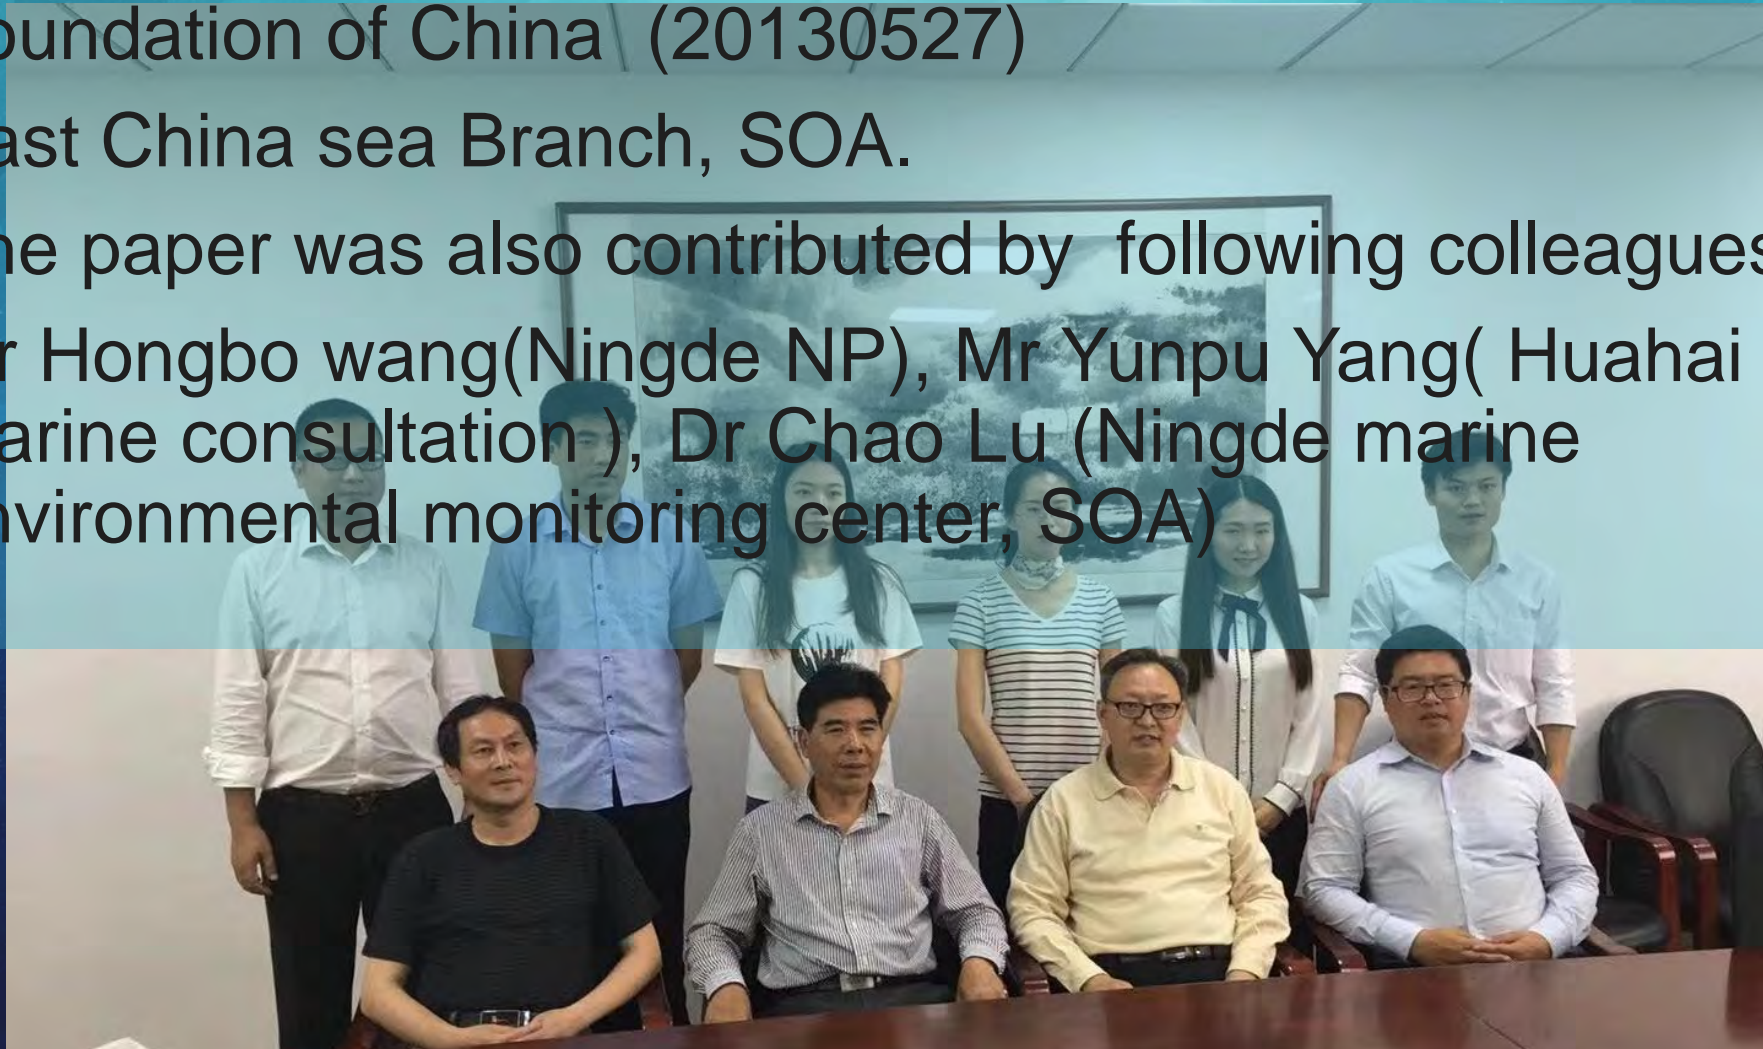 oundation of China (20130527)
ast China sea Branch, SOA.
he paper was also contributed by following colleagues
r Hongbo wang(Ningde NP), Mr Yunpu Yang( Huahai
arine consultation ), Dr Chao Lu (Ningde marine
nvironmental monitoring center, SOA)